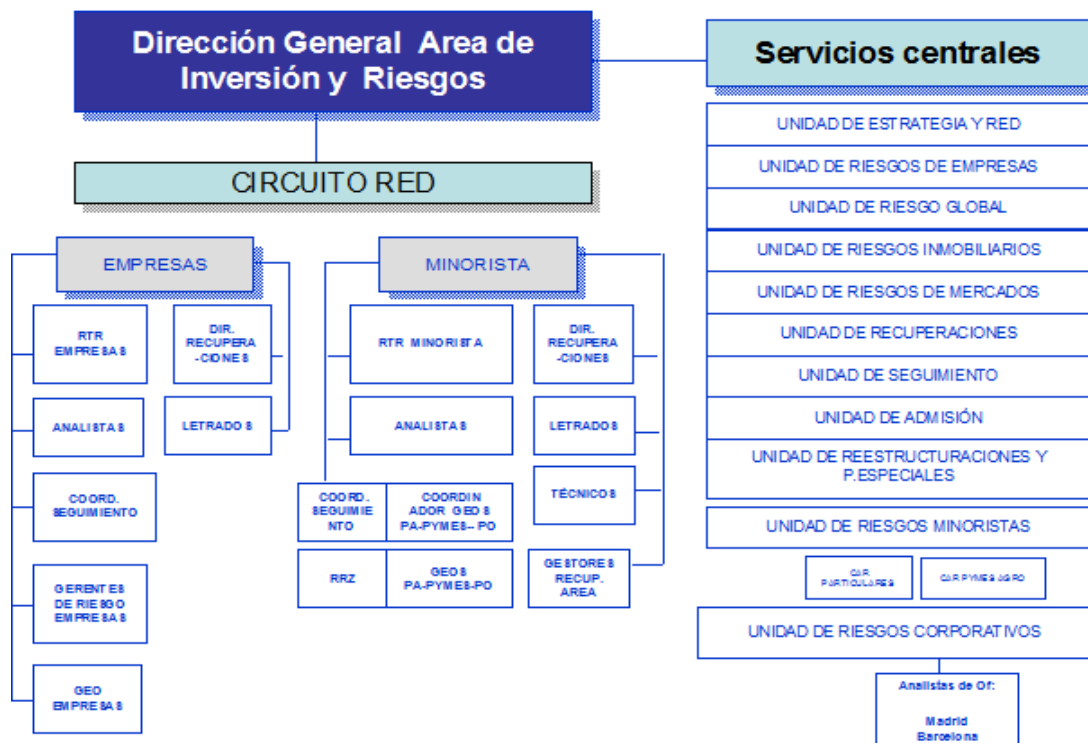 Dirección General Area de
Inversión y Riesgos
Servicios centrales
CIRCUITO RED
EMPRESAS
RTR
EMPRESAS
DIR.
RECUPERA
-CIONES
ANALISTAS
LETRADOS
COORD.
SEGUIMIENTO
GERENTES
DE RIESGO
EMPRESAS
GEO
EMPRESAS
MINORISTA
RTR MINORISTA
DIR.
RECUPERA
-CIONES
ANALISTAS
LETRADOS
TÉCNICOS
COORD.
SEGUIMIE
NTO
COORDIN
ADOR GEOS
PA-PYMES-- PO
RRZ
GEOS
PA-PYMES-PO
GESTORES
RECUP.
AREA
UNIDAD DE ESTRATEGIA Y RED
UNIDAD DE RIESGOS DE EMPRESAS
UNIDAD DE RIESGO GLOBAL
UNIDAD DE RIESGOS INMOBILIARIOS
UNIDAD DE RIESGOS DE MERCADOS
UNIDAD DE RECUPERACIONES
UNIDAD DE SEGUIMIENTO
UNIDAD DE ADMISIÓN
UNIDAD DE REESTRUCTURACIONES Y
P.ESPECIALES
UNIDAD DE RIESGOS MINORISTAS
CAR
PARTICULARES
CAR PYMES AGRO
UNIDAD DE RIESGOS CORPORATIVOS
Analistas de Of:
Madrid
Barcelona